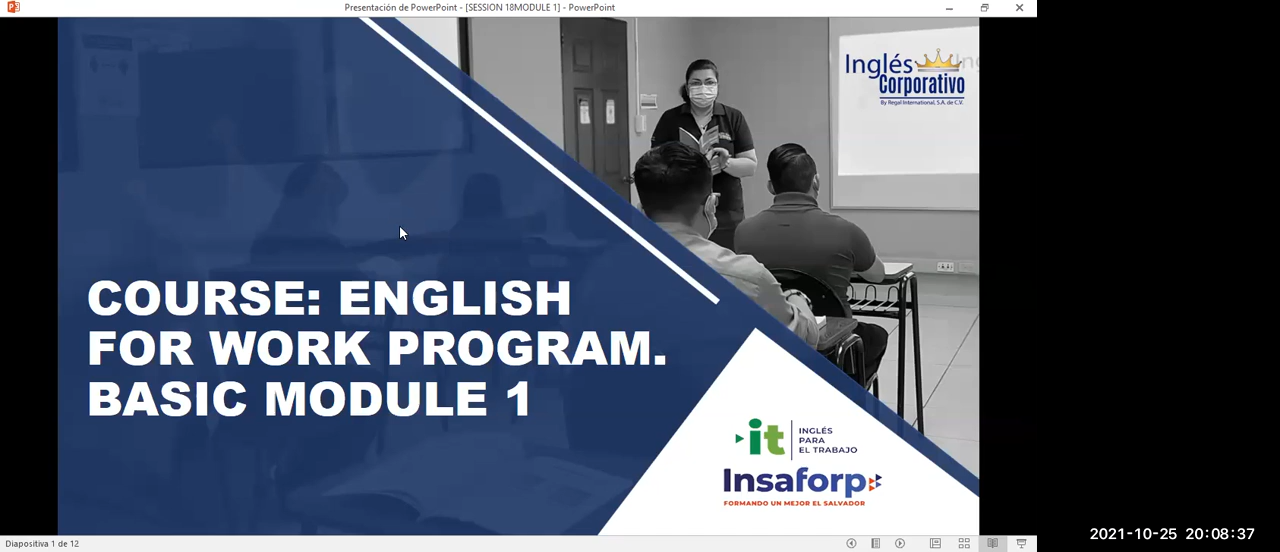 Presentación de PowerPoint - [SESSION 18MODULE 1] - PowerPoint
Inglés
Corporativo
By Regal International, S.A. de C.V.
COURSE: ENGLISH
FOR WORK PROGRAM.
BASIC MODULE 1
it
INGLÉS
PARA
EL TRABAJO
Insaforp
FORMANDO UN MEJOR EL SALVADOR
Diapositiva 1 de 12
2021-10-25 20:08:37